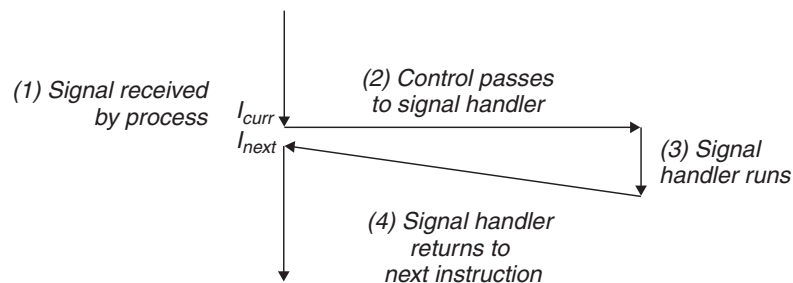 (1) Signal received
by process
(2) Control passes
to signal handler
I_curr
I_next
(3) Signal
handler runs
(4) Signal handler
returns to
next instruction